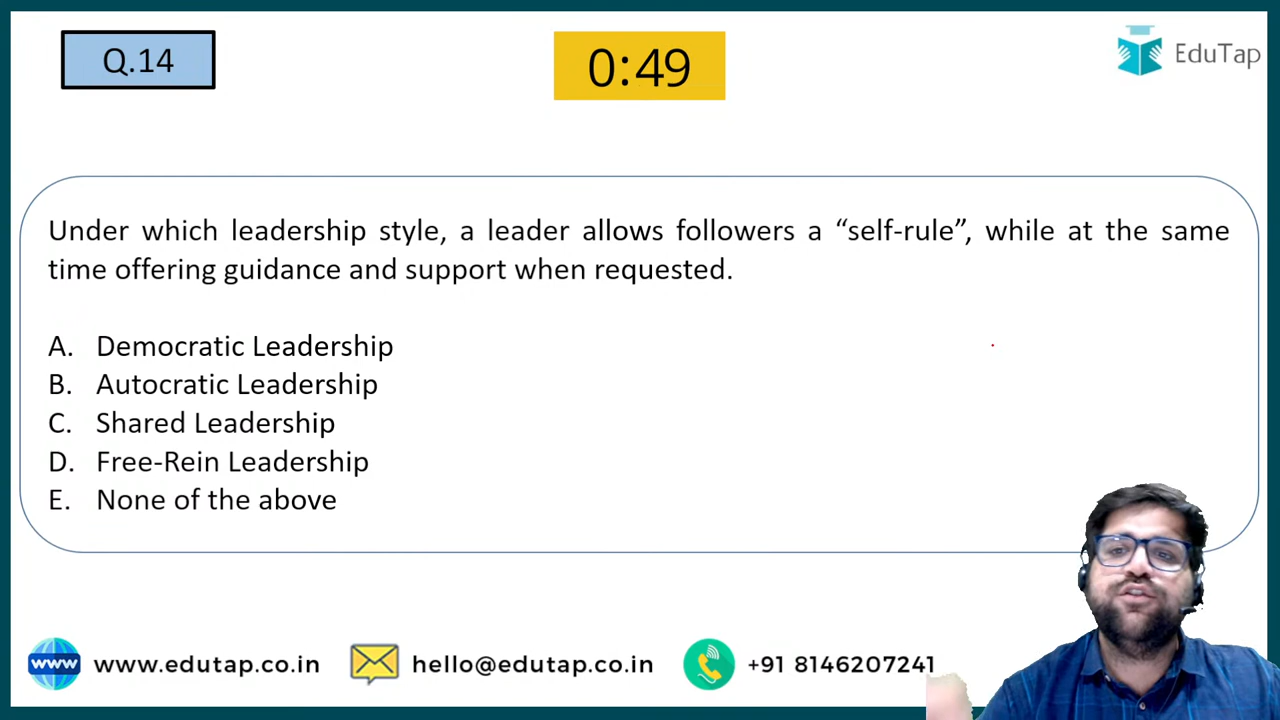 Q.14
0:49
EduTap
Under which leadership style, a leader allows followers a “self-rule”, while at the same
time offering guidance and support when requested.
A. Democratic Leadership
B. Autocratic Leadership
C. Shared Leadership
D. Free-Rein Leadership
E. None of the above
www www.edutap.co.in hello@edutap.co.in +91 8146207241